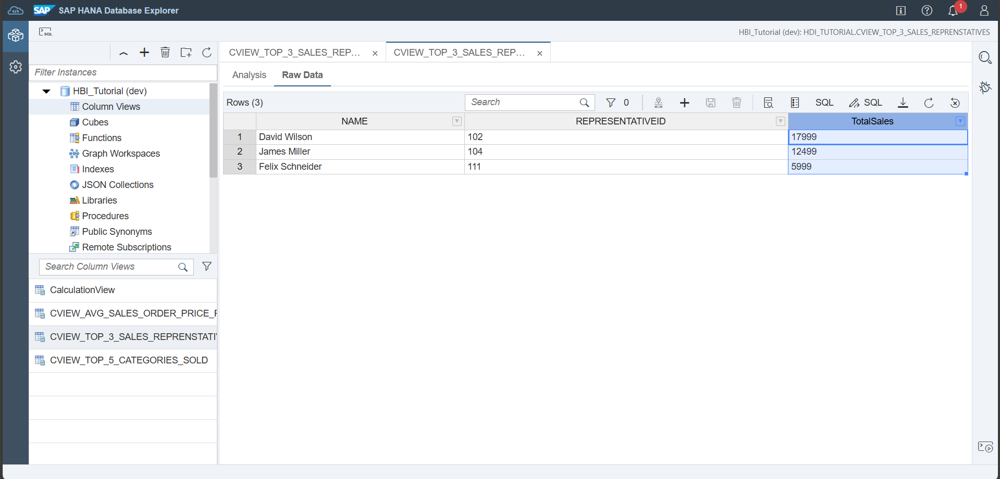 SAP SAP HANA Database Explorer
1
SQL
HBI_Tutorial (dev): HDI_TUTORIAL.CVIEW_TOP_3_SALES_REPRENSTATIVES
Filter Instances
HBI_Tutorial (dev)
Column Views
Cubes
Functions
Graph Workspaces
Indexes
JSON Collections
Libraries
Procedures
Public Synonyms
Remote Subscriptions
Search Column Views
CalculationView
CVIEW_AVG_SALES_ORDER_PRICE_
CVIEW_TOP_3_SALES_REPRENSTATI
CVIEW_TOP_5_CATEGORIES_SOLD
CVIEW_TOP_3_SALES_REP... CVIEW_TOP_3_SALES_REP...
Analysis Raw Data
Rows (3) Search 0 SQL SQL
NAME REPRESENTATIVEID TotalSales
1 David Wilson 102 17999
2 James Miller 104 12499
3 Felix Schneider 111 5999